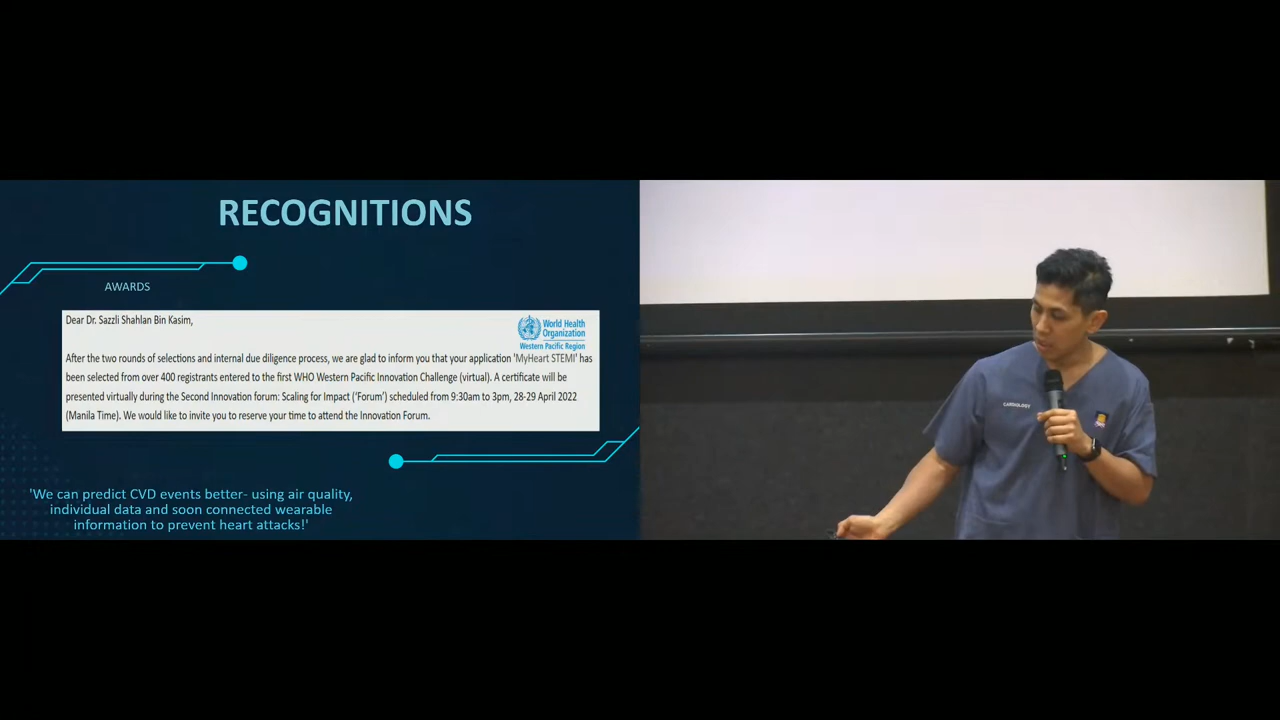 RECOGNITIONS
AWARDS
Dear Dr. Sazzli Shahlan Bin Kasim,
World Health
Organization
Western Pacific Region
After the two rounds of selections and internal due diligence process, we are glad to inform you that your application 'MyHeart STEMI' has
been selected from over 400 registrants entered to the first WHO Western Pacific Innovation Challenge (virtual). A certificate will be
presented virtually during the Second Innovation forum: Scaling for Impact ('Forum') scheduled from 9:30am to 3pm, 28-29 April 2022
(Manila Time). We would like to invite you to reserve your time to attend the Innovation Forum.
'We can predict CVD events better- using air quality,
individual data and soon connected wearable
information to prevent heart attacks!'
CARDIOLOGY